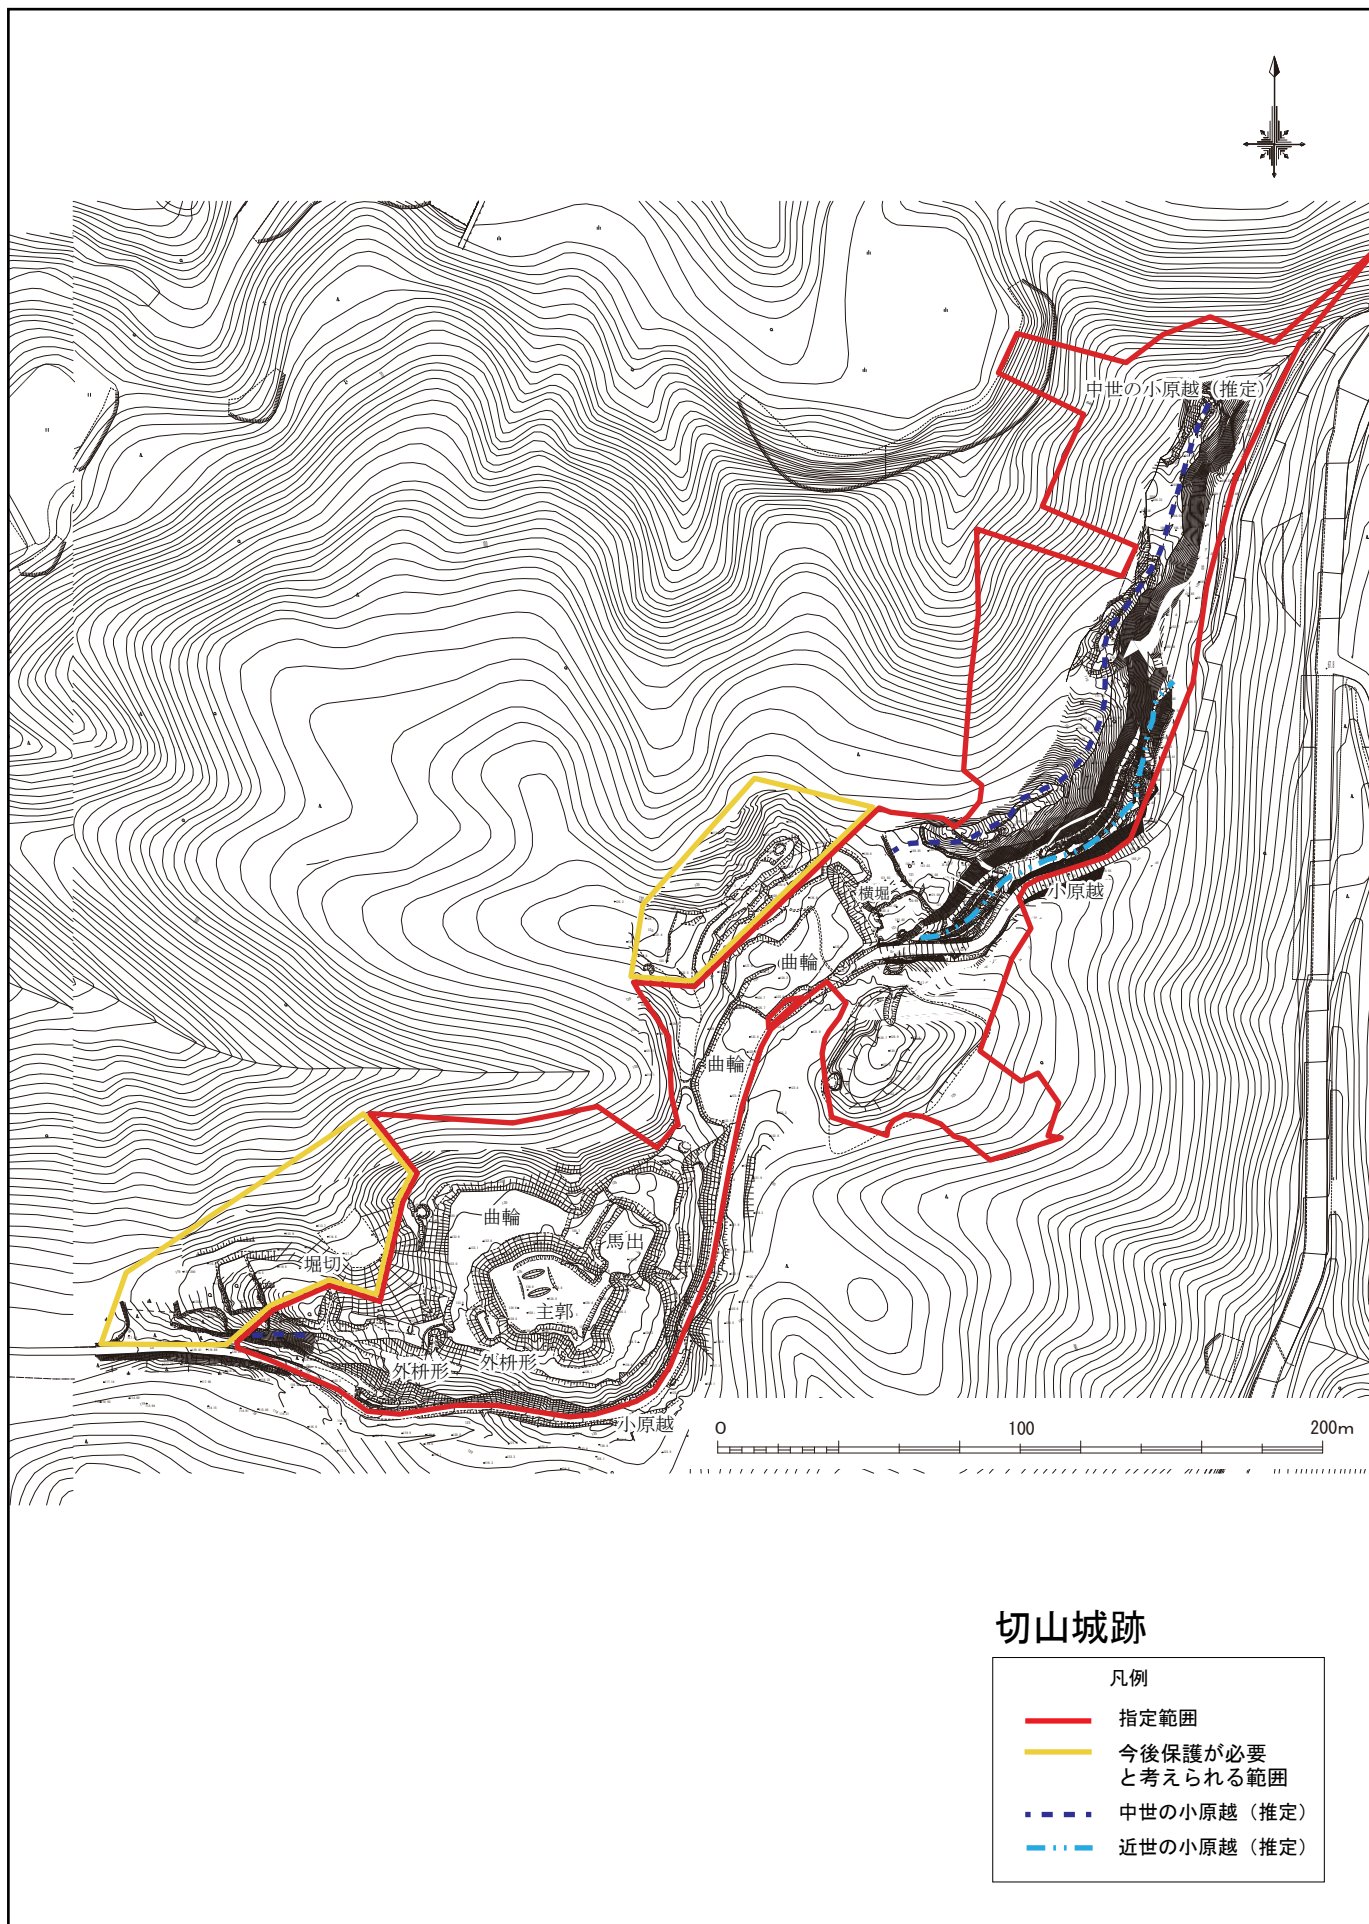 中世の小原越（推定）
横堀
小原越
曲輪
曲輪
曲輪
馬出
堀切
主郭
外枡形
外枡形
小原越
0 100 200m
切山城跡
凡例
指定範囲
今後保護が必要
と考えられる範囲
中世の小原越（推定）
近世の小原越（推定）